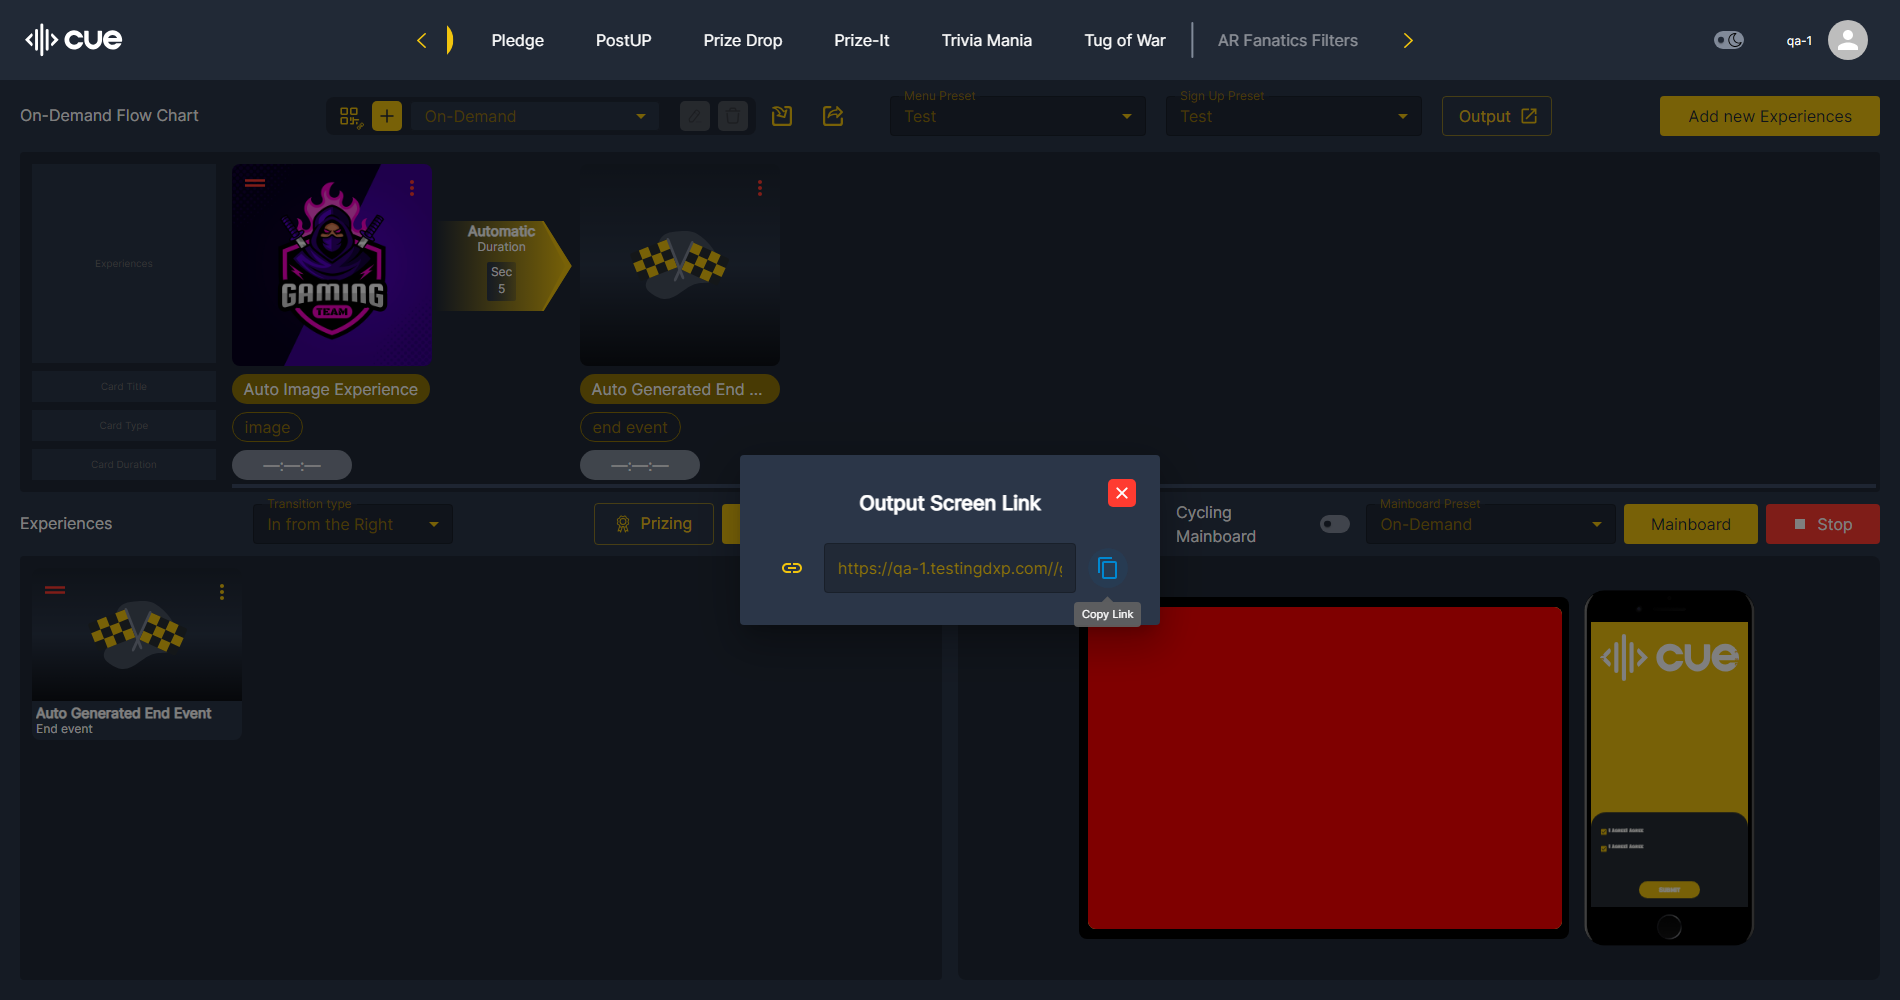 cue
Pledge
PostUP
Prize Drop
Prize-It
Trivia Mania
Tug of War
AR Fanatics Filters
qa-1
On-Demand Flow Chart
On-Demand
Menu Preset
Test
Sign Up Preset
Test
Output
Add new Experiences
Experiences
GAMING
TEAM
Automatic
Duration
Sec
5
Card Title
Auto Image Experience
Auto Generated End ...
Card Type
image
end event
Card Duration
—:—:—
—:—:—
Output Screen Link
https://qa-1.testingdxp.com//g
Copy Link
Experiences
Transition type
In from the Right
Prizing
Cycling
Mainboard
Mainboard Preset
On-Demand
Mainboard
Stop
Auto Generated End Event
End event
cue